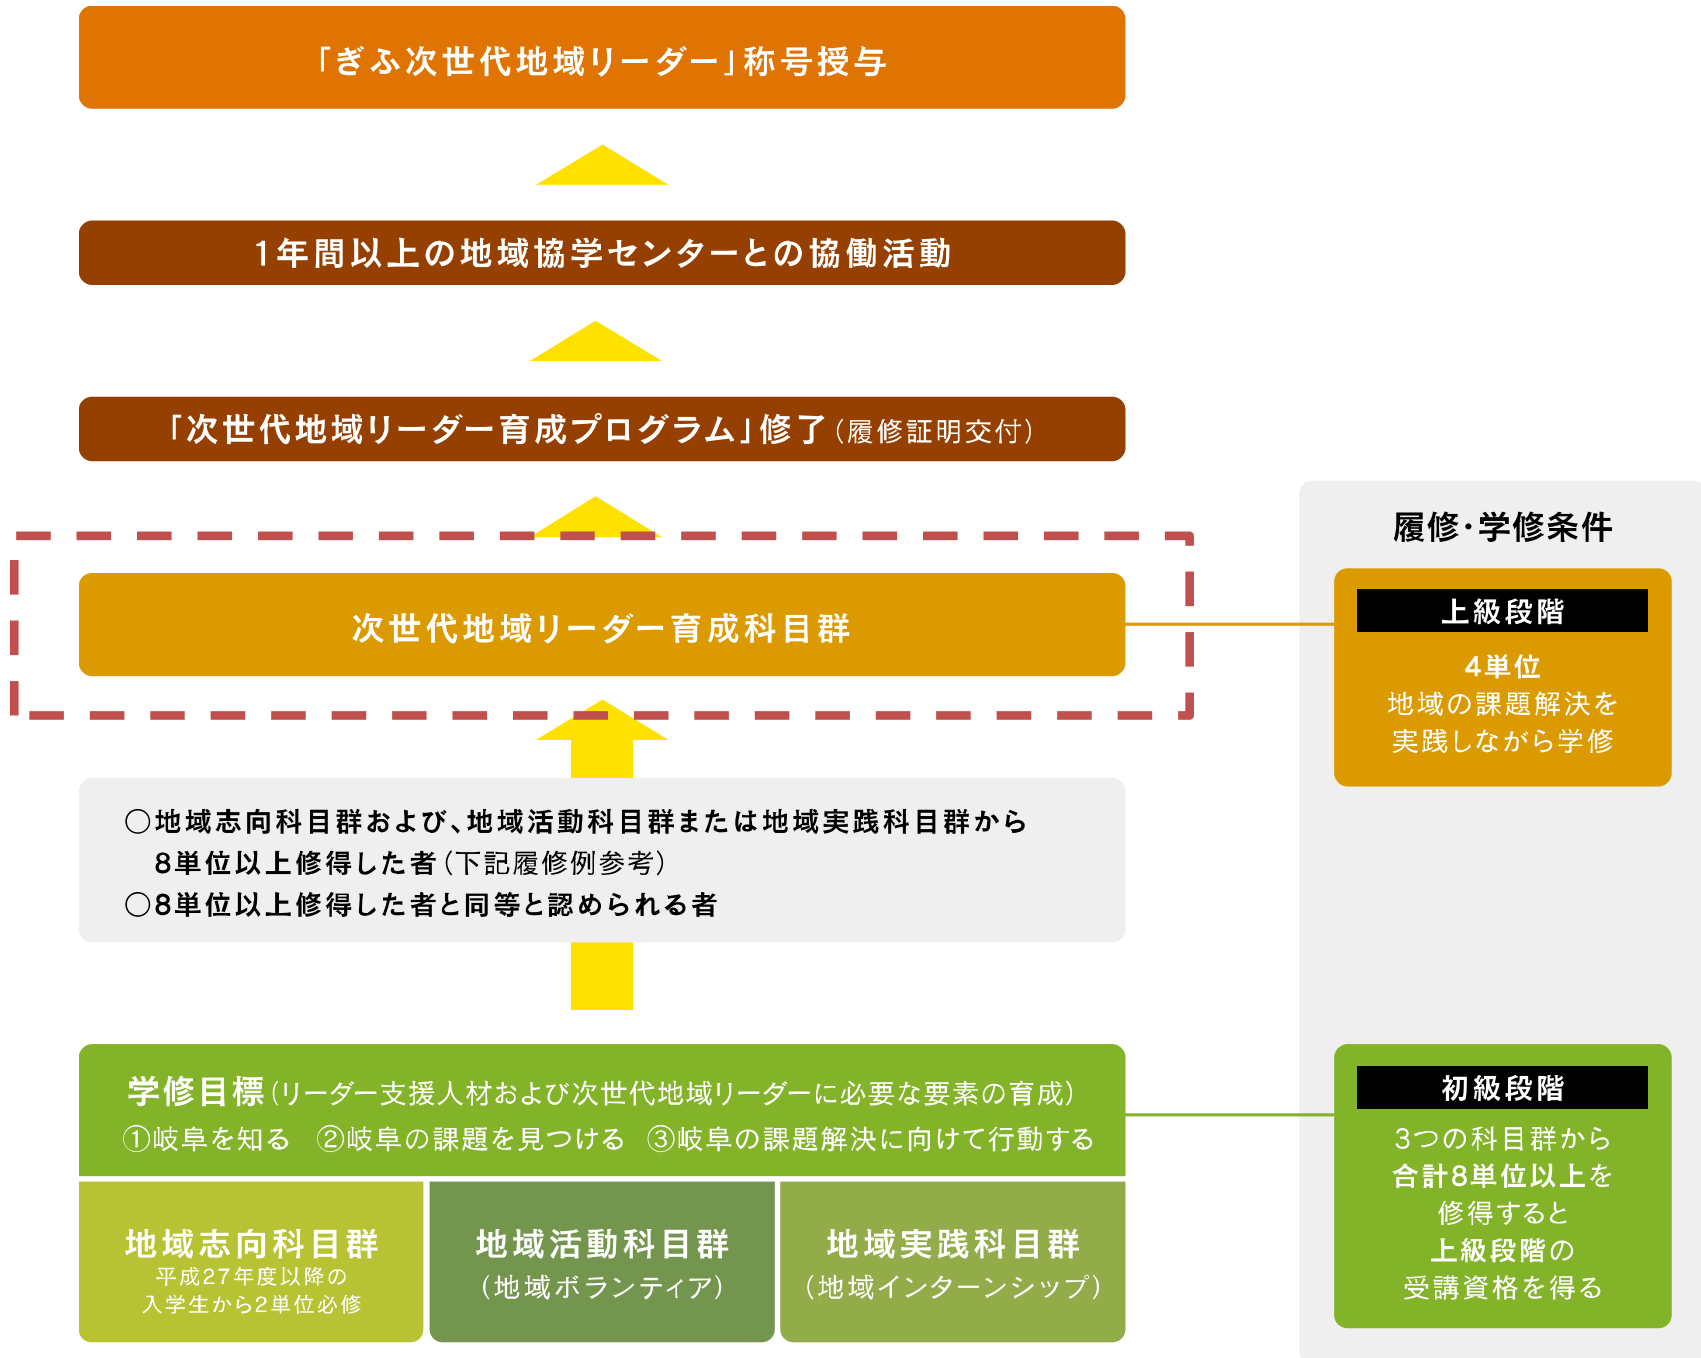 「ぎふ次世代地域リーダー」称号授与
1年間以上の地域協学センターとの協働活動
「次世代地域リーダー育成プログラム」修了（履修証明交付）
次世代地域リーダー育成科目群
○地域志向科目群および、地域活動科目群または地域実践科目群から
8単位以上修得した者（下記履修例参考）
○8単位以上修得した者と同等と認められる者
学修目標（リーダー支援人材および次世代地域リーダーに必要な要素の育成）
①岐阜を知る ②岐阜の課題を見つける ③岐阜の課題解決に向けて行動する
地域志向科目群
平成27年度以降の
入学生から2単位必修
地域活動科目群
（地域ボランティア）
地域実践科目群
（地域インターンシップ）
履修・学修条件
上級段階
4単位
地域の課題解決を
実践しながら学修
初級段階
3つの科目群から
合計8単位以上を
修得すると
上級段階の
受講資格を得る